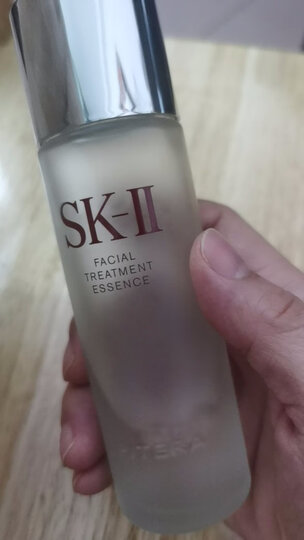 SK-II
FACIAL
TREATMENT
ESSENCE